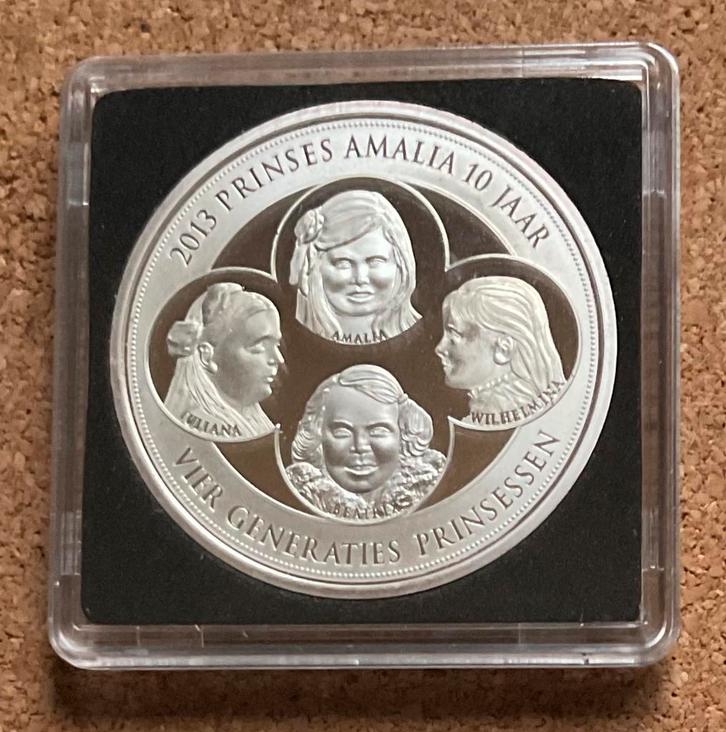 2013 PRINSES AMALIA 10 JAAR
AMALIA
JULIANA
WILHELMINA
BEATRIX
VIER GENERATIES PRINSESSEN